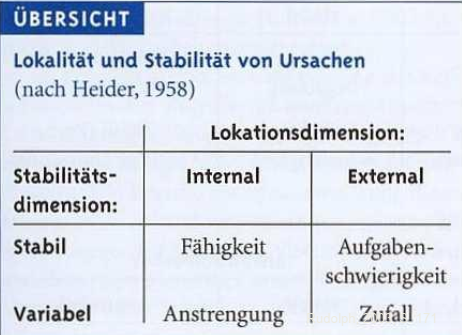 ÜBERSICHT
Lokalität und Stabilität von Ursachen
(nach Heider, 1958)
Lokationsdimension:
Stabilitäts- Internal External
dimension:
Stabil Fähigkeit Aufgaben-
schwierigkeit
Variabel Anstrengung Zufall